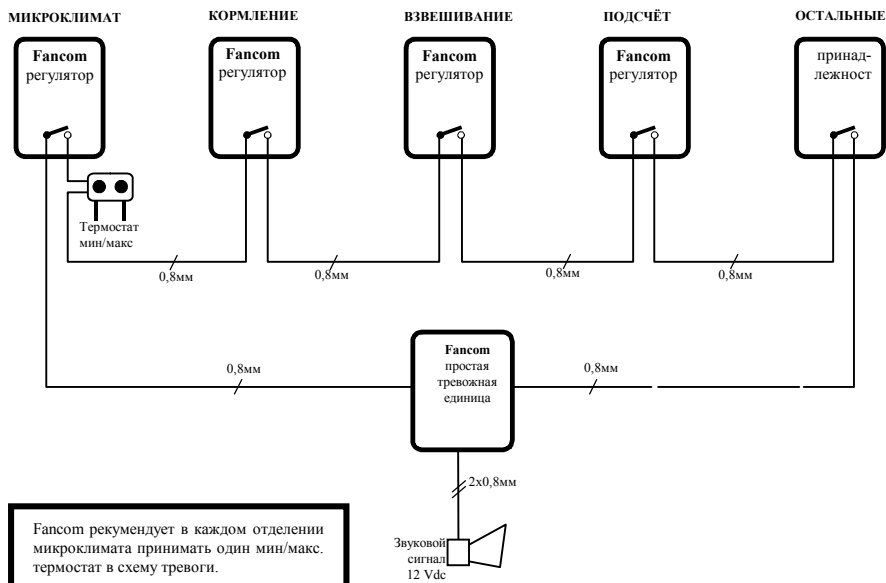 МИКРОКЛИМАТ
КОРМЛЕНИЕ
ВЗВЕШИВАНИЕ
ПОДСЧЁТ
ОСТАЛЬНЫЕ
Fancom
регулятор
Fancom
регулятор
Fancom
регулятор
Fancom
регулятор
принад-
лежност
Термостат
мин/макс
0,8мм
0,8мм
0,8мм
0,8мм
0,8мм
Fancom
простая
тревожная
единица
0,8мм
2x0,8мм
Звуковой
сигнал
12 Vdc
Fancom рекумендует в каждом отделении
микроклимата принимать один мин/макс.
термостат в схему тревоги.